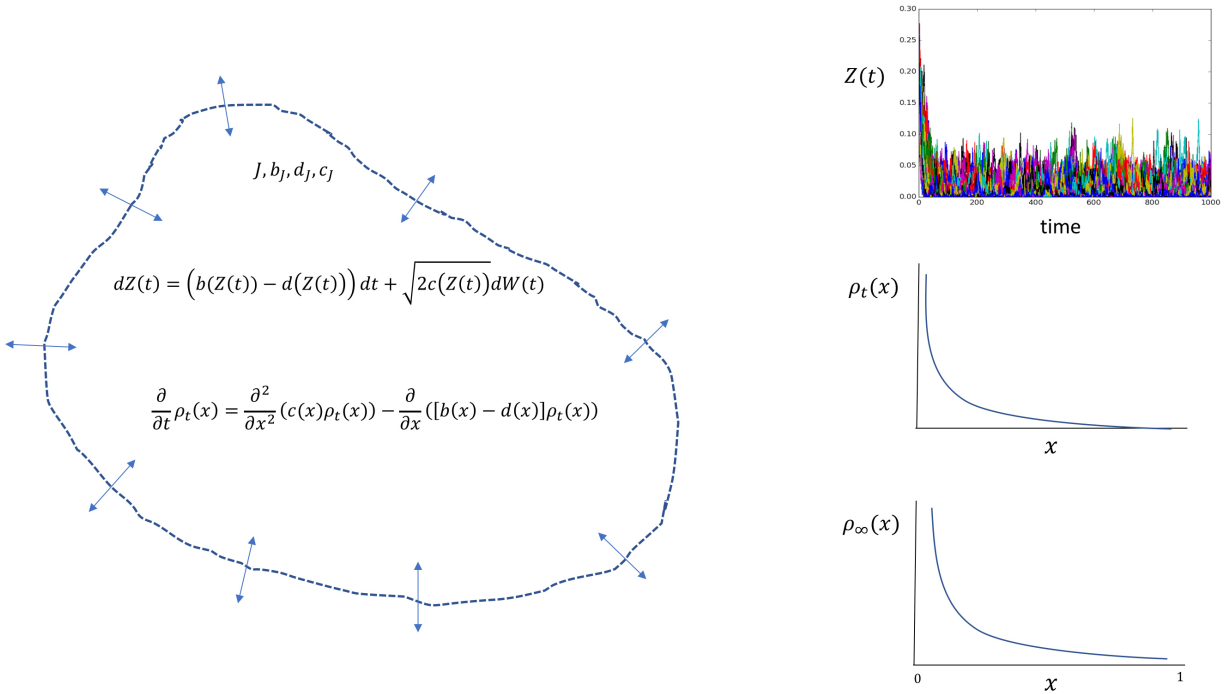 J, b_J, d_J, c_J
dZ(t) = (b(Z(t)) − d(Z(t))) dt + √(2c(Z(t))) dW(t)
∂/∂t ρ_t(x) = ∂²/∂x² (c(x)ρ_t(x)) − ∂/∂x ([b(x) − d(x)]ρ_t(x))
0.30
0.25
0.20
0.15
0.10
0.05
0.00
Z(t)
0 200 400 600 800 1000
time
ρ_t(x)
x
ρ_∞(x)
0 x 1